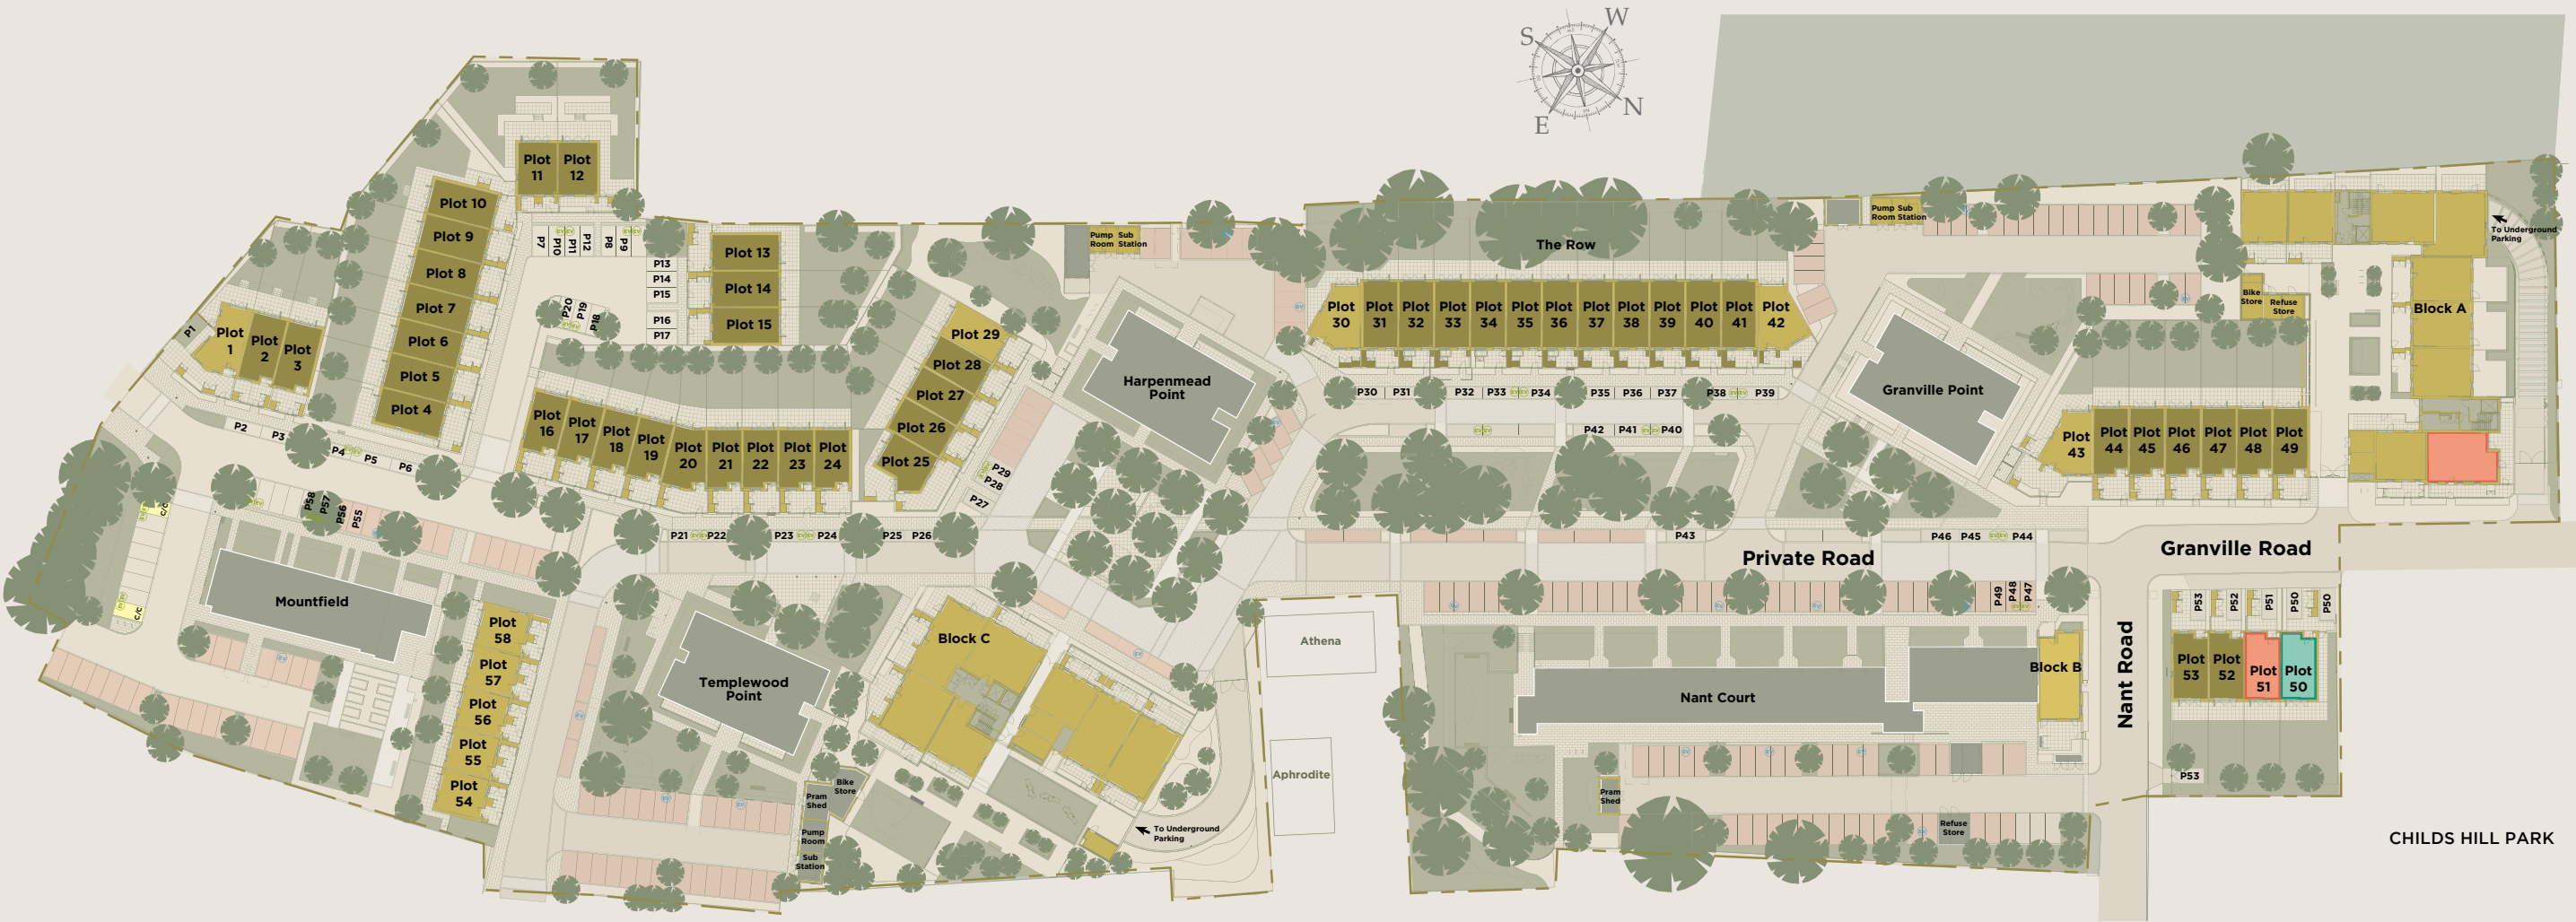 W
S
N
E
Plot
11
Plot
12
Plot 10
Plot 9
Plot 8
Plot 7
Plot 6
Plot 5
Plot 4
P7
P10
P11
P12
P8
P9
P13
P14
P15
P16
P17
P20
P19
P18
Plot 13
Plot 14
Plot 15
P1
Plot
1
Plot
2
Plot
3
P2
P3
P4
P5
P6
Plot
16
Plot
17
Plot
18
Plot
19
Plot
20
Plot
21
Plot
22
Plot
23
Plot
24
Plot 29
Plot 28
Plot 27
Plot 26
Plot 25
P29
P28
P27
P21
P22
P23
P24
P25
P26
Pump
Room
Sub
Station
Harpenmead
Point
The Row
Plot
30
Plot
31
Plot
32
Plot
33
Plot
34
Plot
35
Plot
36
Plot
37
Plot
38
Plot
39
Plot
40
Plot
41
Plot
42
P30
P31
P32
P33
P34
P35
P36
P37
P38
P39
P42
P41
P40
Pump
Room
Sub
Station
Granville Point
Plot
43
Plot
44
Plot
45
Plot
46
Plot
47
Plot
48
Plot
49
Bike
Store
Refuse
Store
Block A
To Underground
Parking
P43
P46
P45
P44
Private Road
Granville Road
P49
P48
P47
Nant Road
P53
P52
P51
P50
P50
Plot
53
Plot
52
Plot
51
Plot
50
P53
CHILDS HILL PARK
Block B
Nant Court
Pram
Shed
Refuse
Store
Athena
Aphrodite
c/c
c/c
P58
P57
P56
P55
Mountfield
Plot
58
Plot
57
Plot
56
Plot
55
Plot
54
Templewood
Point
Block C
Bike
Store
Pram
Shed
Pump
Room
Sub
Station
To Underground
Parking